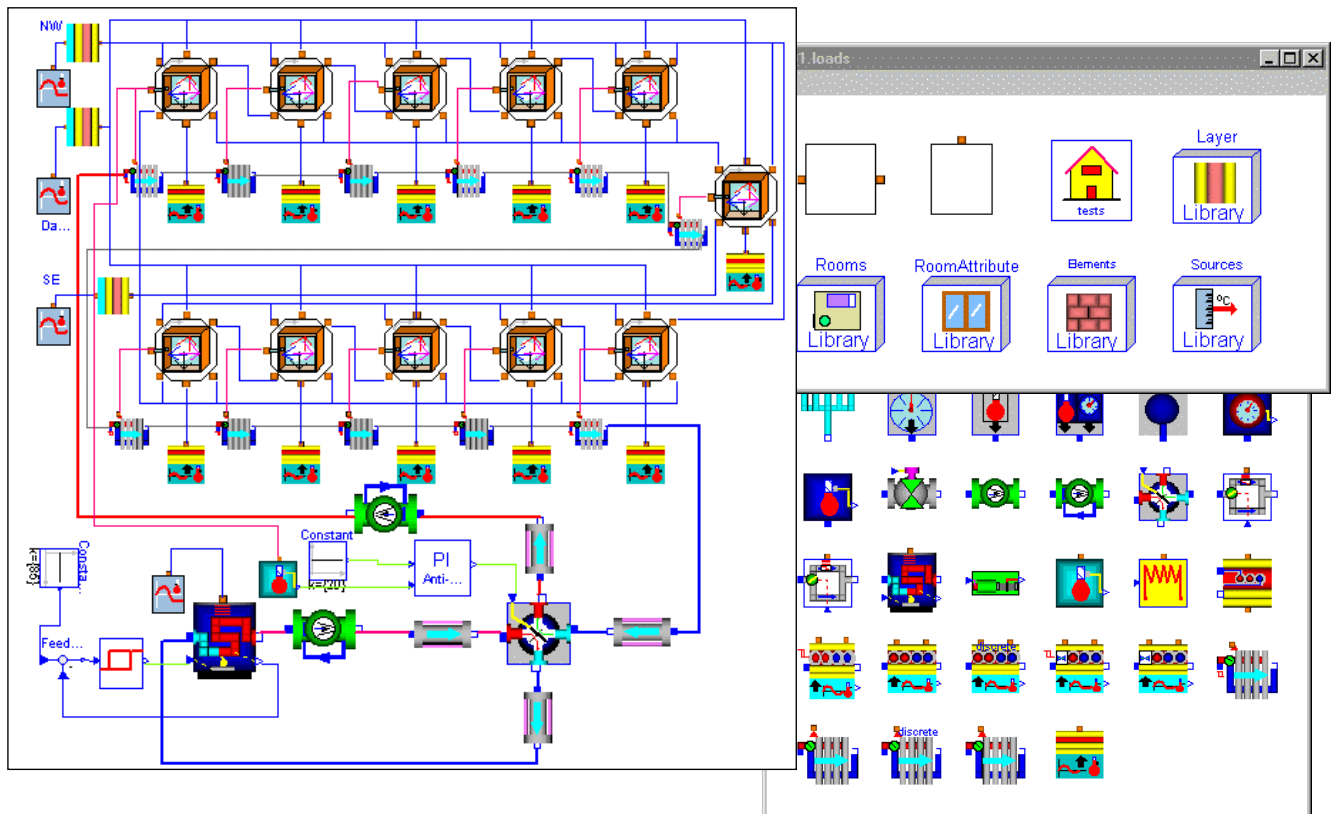 NW
Da...
SE
Constant
k={20}
PI
Anti-...
Consta...
k={86}
Feed...
1.loads
tests
Layer
Library
Rooms
Library
RoomAttribute
Library
Elements
Library
Sources
°C
Library
discrete
discrete